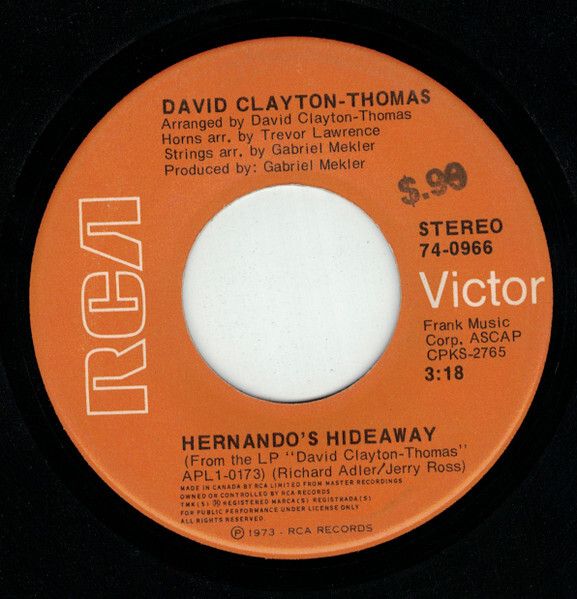 DAVID CLAYTON-THOMAS
Arranged by David Clayton-Thomas
Horns arr. by Trevor Lawrence
Strings arr. by Gabriel Mekler
Produced by: Gabriel Mekler
$.99
RCA
STEREO
74-0966
Victor
Frank Music
Corp. ASCAP
CPKS-2765
3:18
HERNANDO'S HIDEAWAY
(From the LP "David Clayton-Thomas"
APL1-0173) (Richard Adler/Jerry Ross)
MADE IN CANADA BY RCA LIMITED FROM MASTER RECORDINGS
OWNED OR CONTROLLED BY RCA RECORDS
TMK(S) ® REGISTERED MARCA(S) REGISTRADA(S)
FOR PUBLIC PERFORMANCE UNDER LICENSE ONLY
ALL RIGHTS RESERVED.
℗ 1973 - RCA RECORDS